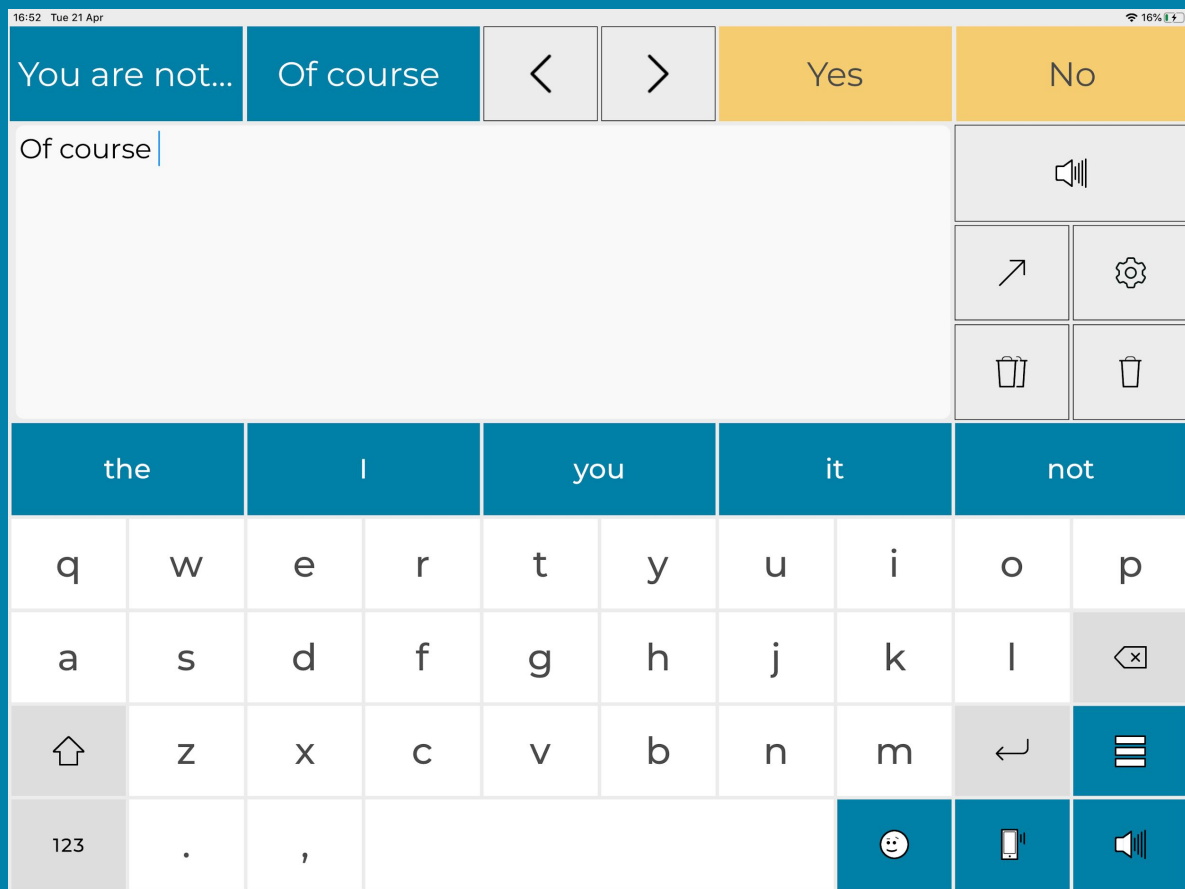 16:52 Tue 21 Apr 16%
You are not... Of course Yes No
Of course
the I you it not
q w e r t y u i o p
a s d f g h j k l
z x c v b n m
123 . ,